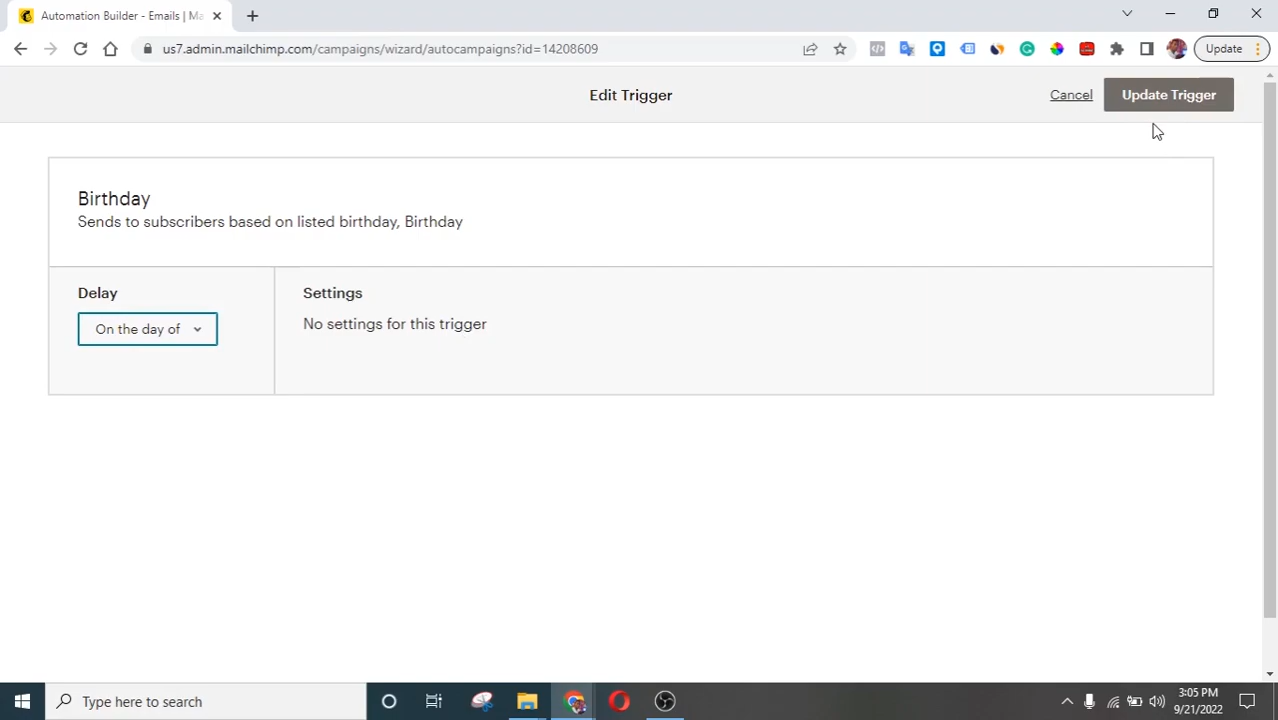 Automation Builder - Emails | Ma
us7.admin.mailchimp.com/campaigns/wizard/autocampaigns?id=14208609
Update
Edit Trigger
Cancel
Update Trigger
Birthday
Sends to subscribers based on listed birthday, Birthday
Delay
Settings
On the day of
No settings for this trigger
Type here to search
3:05 PM
9/21/2022